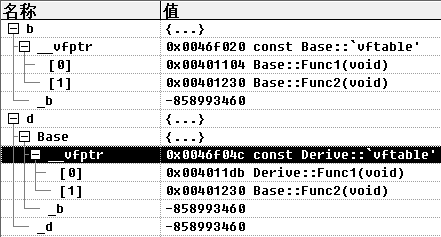 名称 值
b {...}
__vfptr 0x0046f020 const Base::`vftable'
[0] 0x00401104 Base::Func1(void)
[1] 0x00401230 Base::Func2(void)
_b -858993460
d {...}
Base {...}
__vfptr 0x0046f04c const Derive::`vftable'
[0] 0x004011db Derive::Func1(void)
[1] 0x00401230 Base::Func2(void)
_b -858993460
_d -858993460